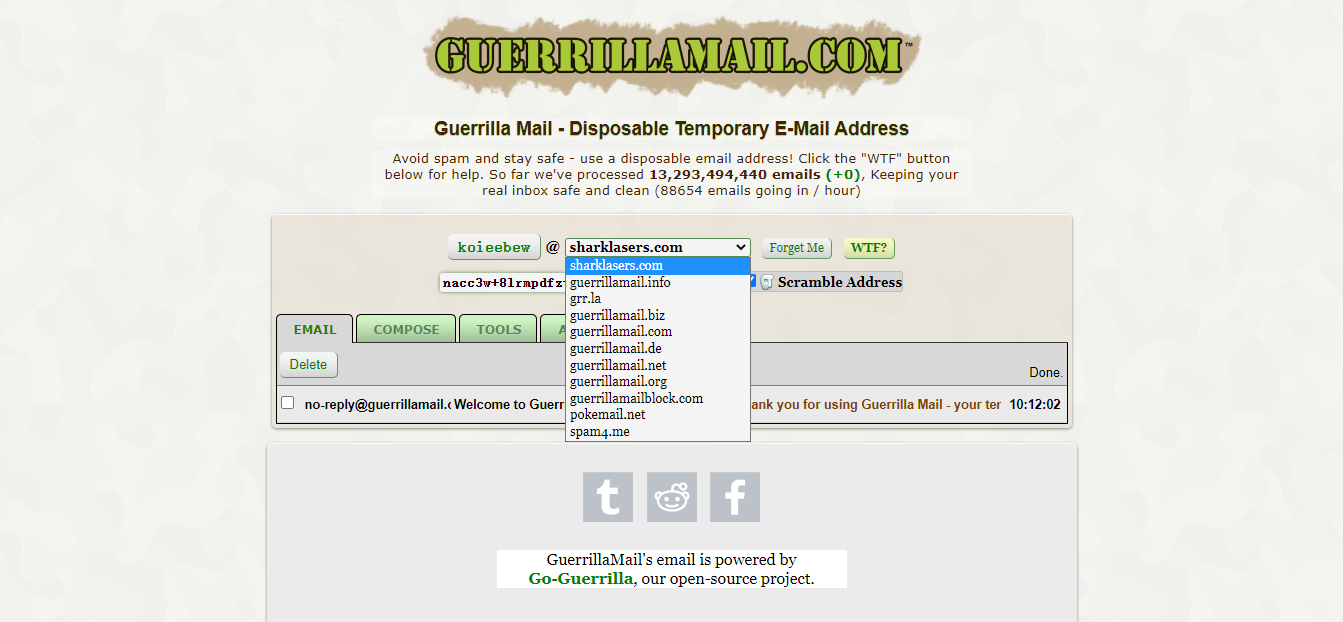 GUERRILLAMAIL.COM™
Guerrilla Mail - Disposable Temporary E-Mail Address
Avoid spam and stay safe - use a disposable email address! Click the "WTF" button
below for help. So far we've processed 13,293,494,440 emails (+0), Keeping your
real inbox safe and clean (88654 emails going in / hour)
koieebew @ sharklasers.com Forget Me WTF?
sharklasers.com
guerrillamail.info
grr.la
guerrillamail.biz
guerrillamail.com
guerrillamail.de
guerrillamail.net
guerrillamail.org
guerrillamailblock.com
pokemail.net
spam4.me
Scramble Address
EMAIL COMPOSE TOOLS A
Delete
Done.
no-reply@guerrillamail.c Welcome to Guerr ank you for using Guerrilla Mail - your ter 10:12:02
t f
GuerrillaMail's email is powered by
Go-Guerrilla, our open-source project.